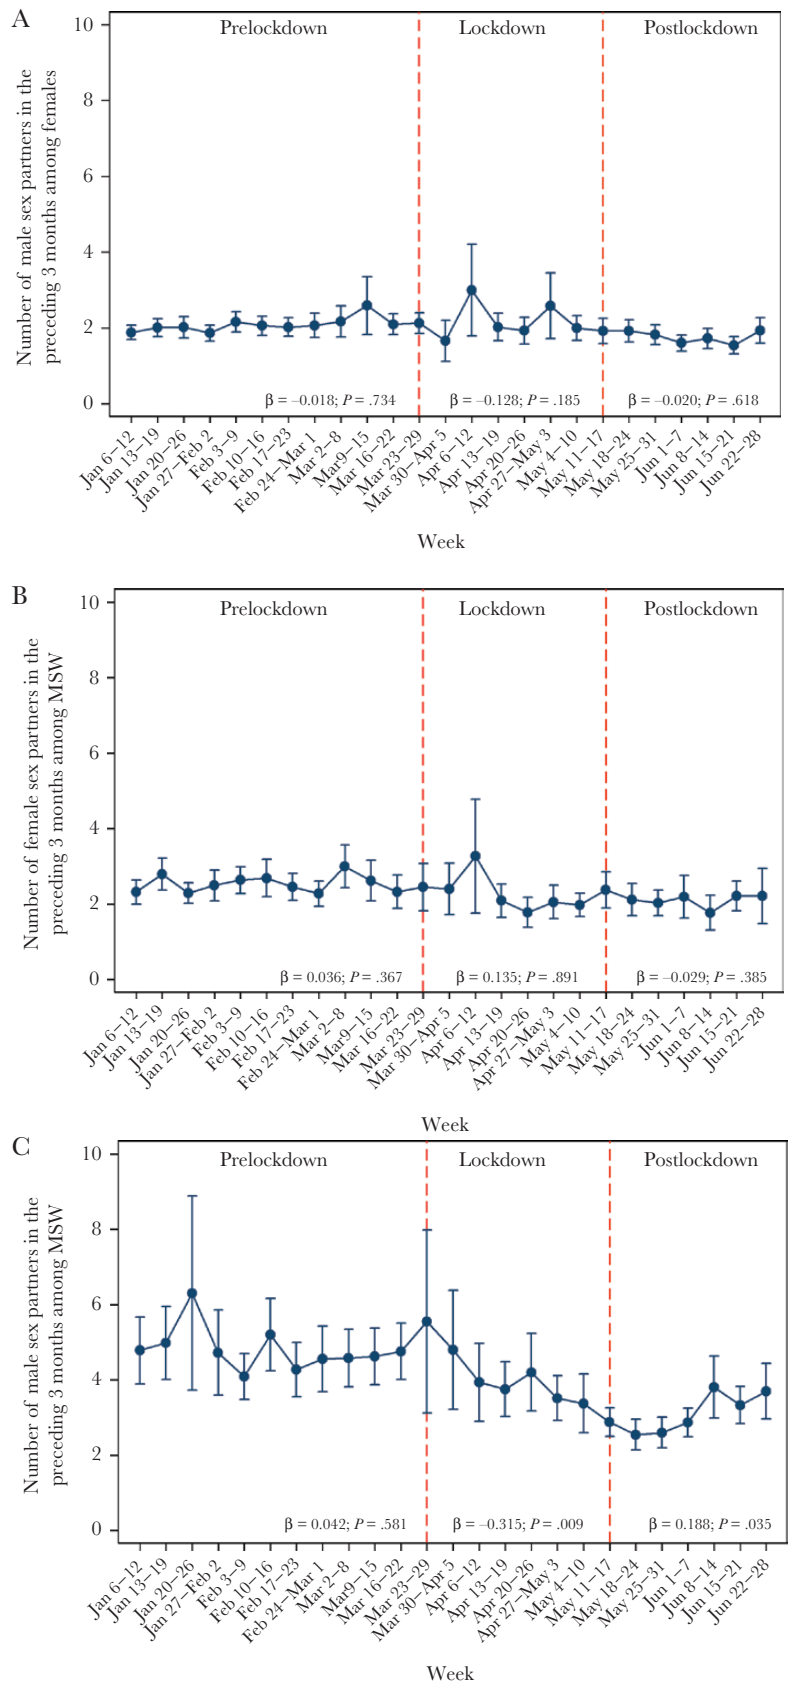 A
Prelockdown Lockdown Postlockdown
Number of male sex partners in the
preceding 3 months among females
10
8
6
4
2
0
β = –0.018; P = .734 β = –0.128; P = .185 β = –0.020; P = .618
Jan 6–12
Jan 13–19
Jan 20–26
Jan 27–Feb 2
Feb 3–9
Feb 10–16
Feb 17–23
Feb 24–Mar 1
Mar 2–8
Mar9–15
Mar 16–22
Mar 23–29
Mar 30–Apr 5
Apr 6–12
Apr 13–19
Apr 20–26
Apr 27–May 3
May 4–10
May 11–17
May 18–24
May 25–31
Jun 1–7
Jun 8–14
Jun 15–21
Jun 22–28
Week
B
Prelockdown Lockdown Postlockdown
Number of female sex partners in the
preceding 3 months among MSW
10
8
6
4
2
0
β 0.036; P = .367 β 0.135; P = .891 β = –0.029; P = .385
Jan 6–12
Jan 13–19
Jan 20–26
Jan 27–Feb 2
Feb 3–9
Feb 10–16
Feb 17–23
Feb 24–Mar 1
Mar 2–8
Mar9–15
Mar 16–22
Mar 23–29
Mar 30–Apr 5
Apr 6–12
Apr 13–19
Apr 20–26
Apr 27–May 3
May 4–10
May 11–17
May 18–24
May 25–31
Jun 1–7
Jun 8–14
Jun 15–21
Jun 22–28
Week
C
Prelockdown Lockdown Postlockdown
Number of male sex partners in the
preceding 3 months among MSW
10
8
6
4
2
0
β 0.042; P = .581 β = –0.315; P = .009 β = 0.188; P = .035
Jan 6–12
Jan 13–19
Jan 20–26
Jan 27–Feb 2
Feb 3–9
Feb 10–16
Feb 17–23
Feb 24–Mar 1
Mar 2–8
Mar9–15
Mar 16–22
Mar 23–29
Mar 30–Apr 5
Apr 6–12
Apr 13–19
Apr 20–26
Apr 27–May 3
May 4–10
May 11–17
May 18–24
May 25–31
Jun 1–7
Jun 8–14
Jun 15–21
Jun 22–28
Week